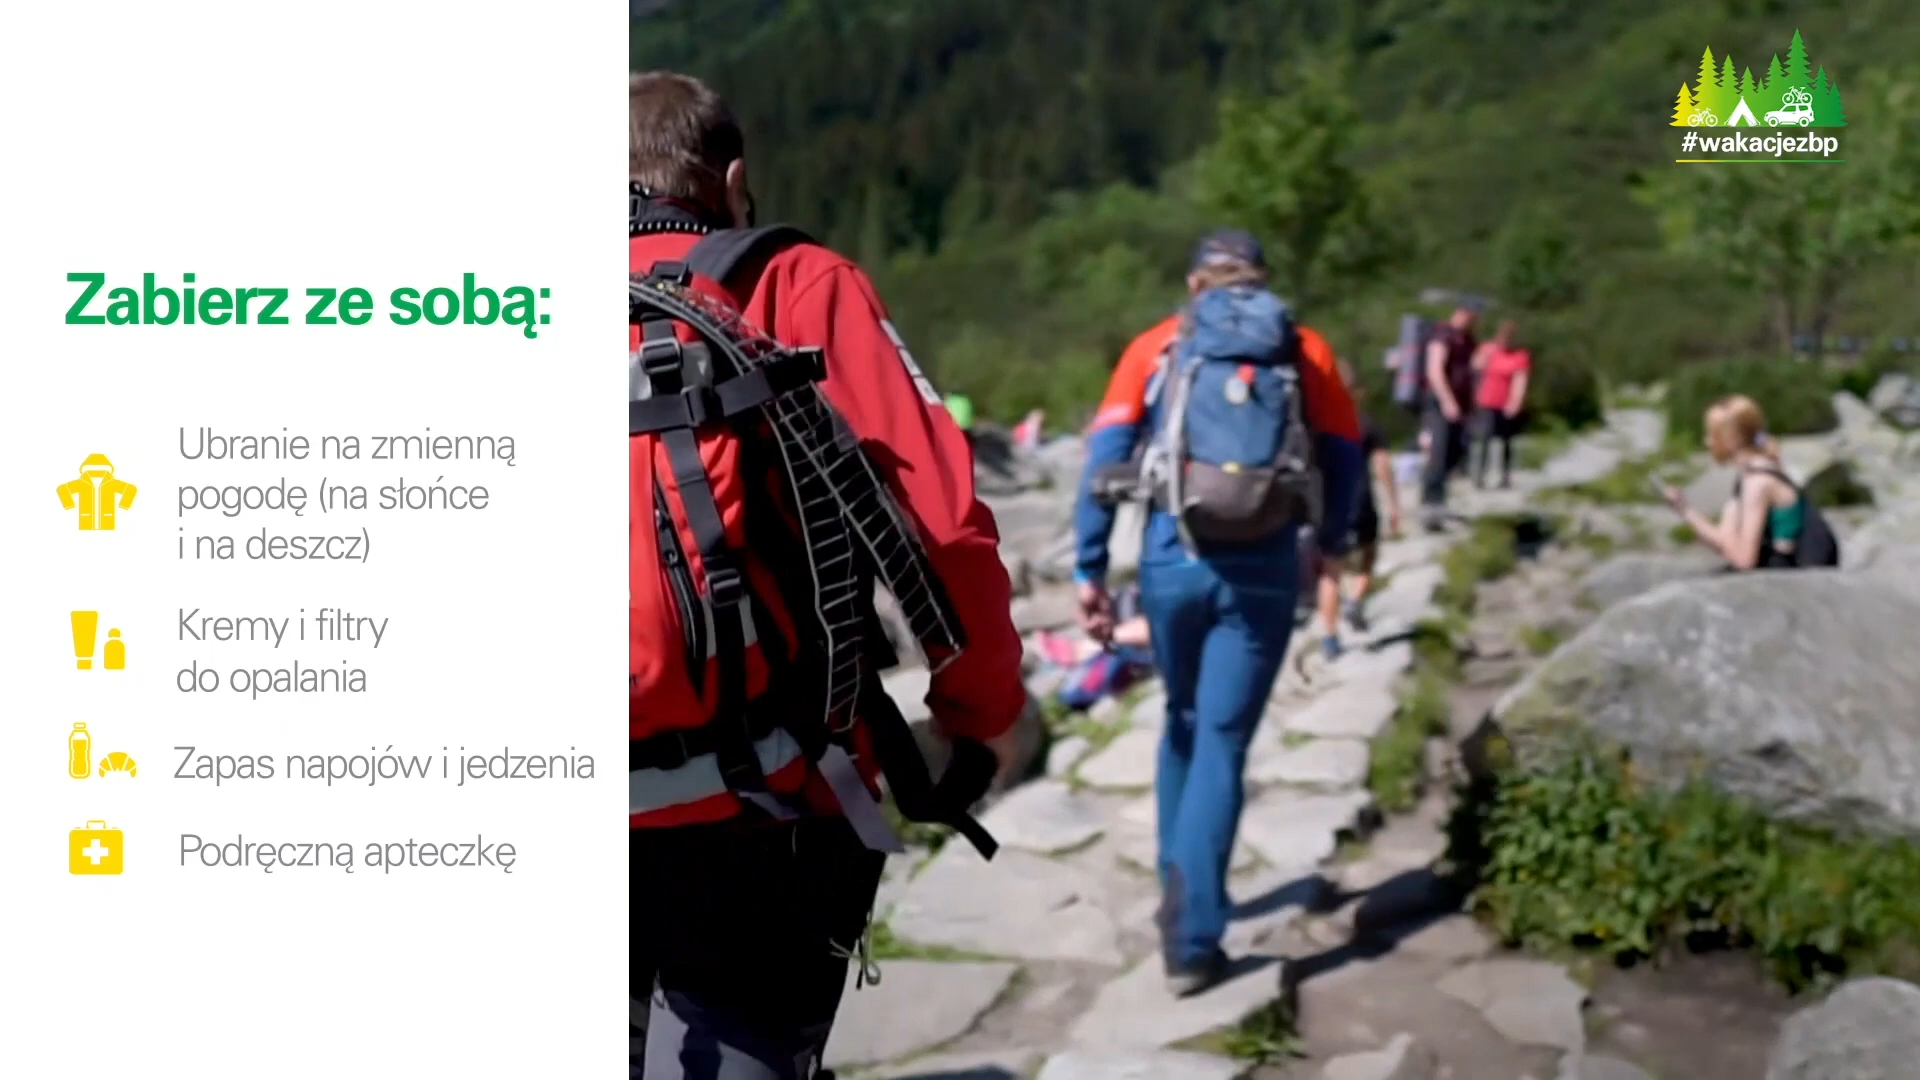 Zabierz ze sobą:
Ubranie na zmienną
pogodę (na słońce
i na deszcz)
Kremy i filtry
do opalania
Zapas napojów i jedzenia
Podręczną apteczkę
#wakacjezbp